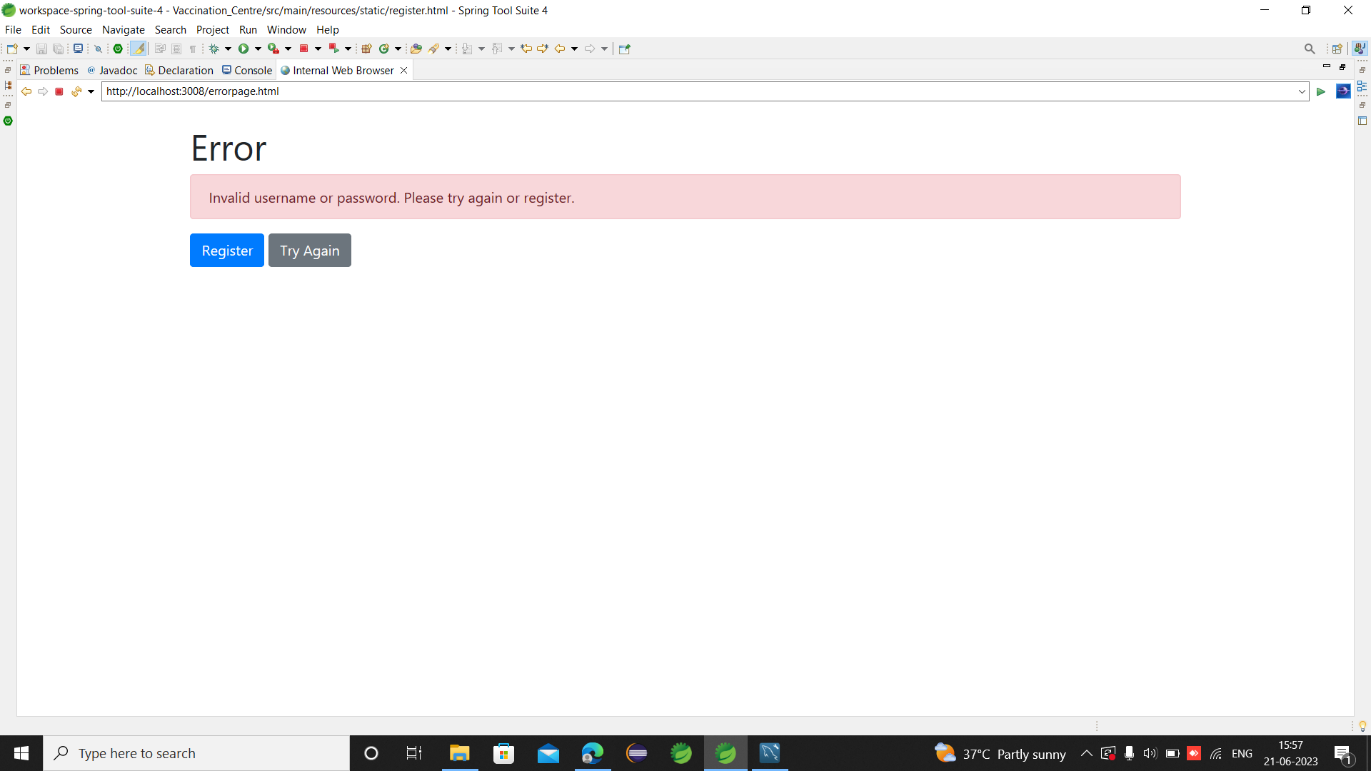 workspace-spring-tool-suite-4 - Vaccination_Centre/src/main/resources/static/register.html - Spring Tool Suite 4
File Edit Source Navigate Search Project Run Window Help
Problems Javadoc Declaration Console Internal Web Browser
http://localhost:3008/errorpage.html
Error
Invalid username or password. Please try again or register.
Register Try Again
Type here to search
37°C Partly sunny
ENG
15:57
21-06-2023
1